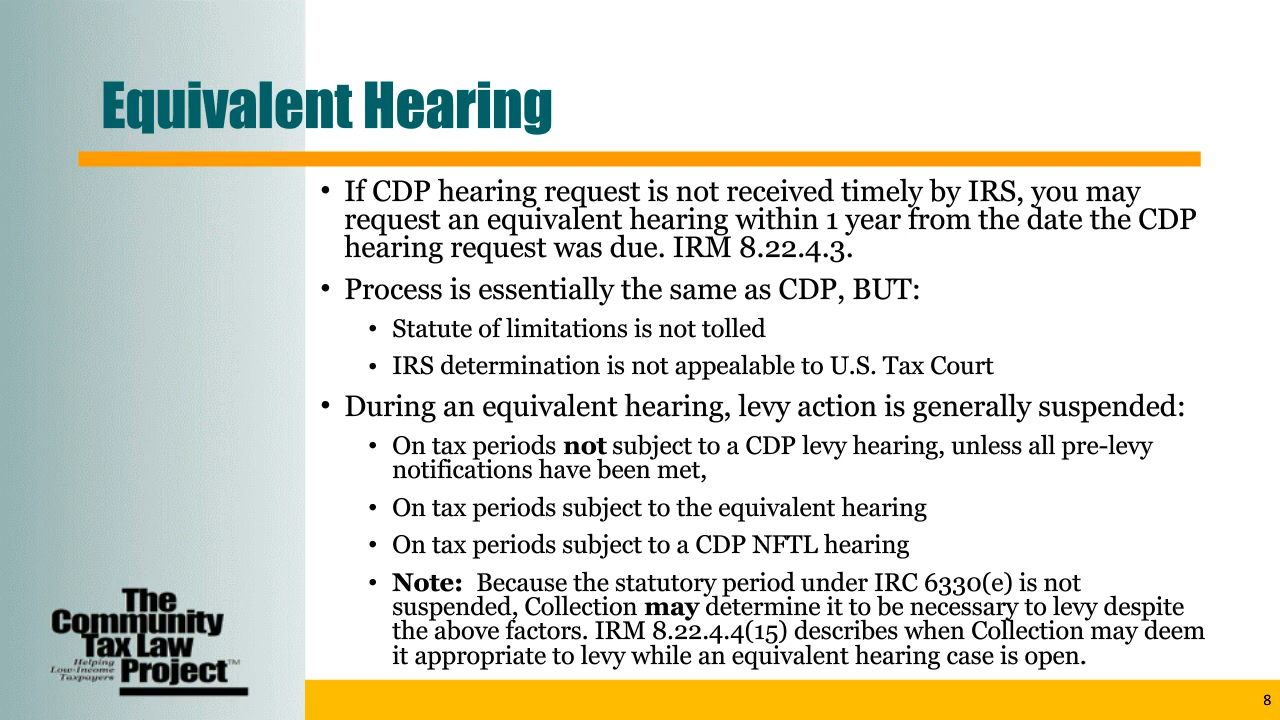 Equivalent Hearing
• If CDP hearing request is not received timely by IRS, you may
request an equivalent hearing within 1 year from the date the CDP
hearing request was due. IRM 8.22.4.3.
• Process is essentially the same as CDP, BUT:
• Statute of limitations is not tolled
• IRS determination is not appealable to U.S. Tax Court
• During an equivalent hearing, levy action is generally suspended:
• On tax periods not subject to a CDP levy hearing, unless all pre-levy
notifications have been met,
• On tax periods subject to the equivalent hearing
• On tax periods subject to a CDP NFTL hearing
• Note:  Because the statutory period under IRC 6330(e) is not
suspended, Collection may determine it to be necessary to levy despite
the above factors. IRM 8.22.4.4(15) describes when Collection may deem
it appropriate to levy while an equivalent hearing case is open.
The
Community
Tax Law
Helping
Low-Income
Taxpayers
Project™
8